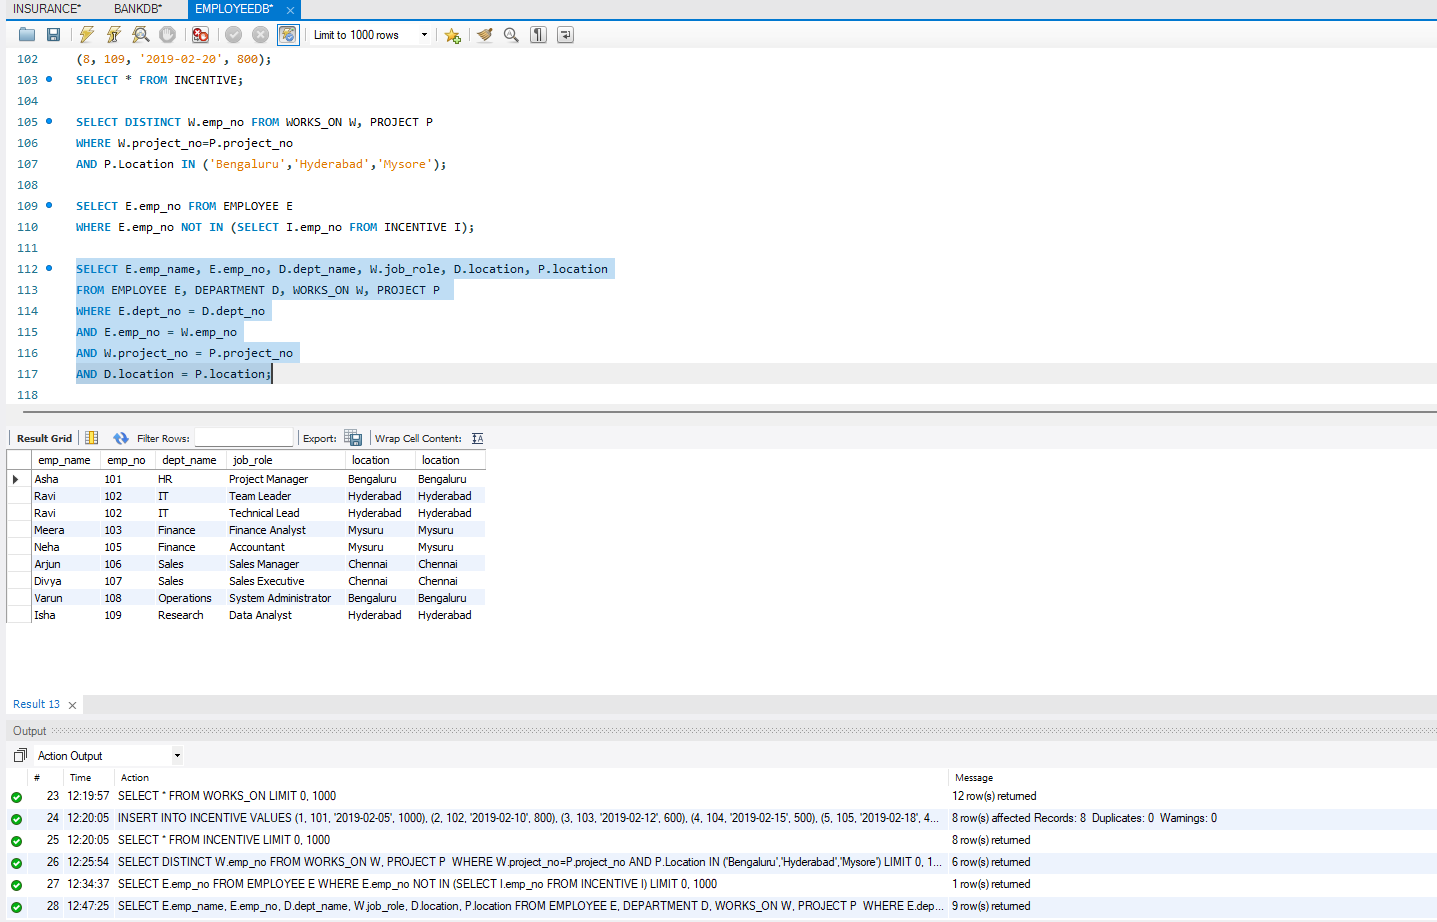 INSURANCE* BANKDB* EMPLOYEEDB*
Limit to 1000 rows
102 (8, 109, '2019-02-20', 800);
103 SELECT * FROM INCENTIVE;
104
105 SELECT DISTINCT W.emp_no FROM WORKS_ON W, PROJECT P
106 WHERE W.project_no=P.project_no
107 AND P.Location IN ('Bengaluru','Hyderabad','Mysore');
108
109 SELECT E.emp_no FROM EMPLOYEE E
110 WHERE E.emp_no NOT IN (SELECT I.emp_no FROM INCENTIVE I);
111
112 SELECT E.emp_name, E.emp_no, D.dept_name, W.job_role, D.location, P.location
113 FROM EMPLOYEE E, DEPARTMENT D, WORKS_ON W, PROJECT P
114 WHERE E.dept_no = D.dept_no
115 AND E.emp_no = W.emp_no
116 AND W.project_no = P.project_no
117 AND D.location = P.location;
118
Result Grid Filter Rows: Export: Wrap Cell Content:
emp_name emp_no dept_name job_role location location
Asha 101 HR Project Manager Bengaluru Bengaluru
Ravi 102 IT Team Leader Hyderabad Hyderabad
Ravi 102 IT Technical Lead Hyderabad Hyderabad
Meera 103 Finance Finance Analyst Mysuru Mysuru
Neha 105 Finance Accountant Mysuru Mysuru
Arjun 106 Sales Sales Manager Chennai Chennai
Divya 107 Sales Sales Executive Chennai Chennai
Varun 108 Operations System Administrator Bengaluru Bengaluru
Isha 109 Research Data Analyst Hyderabad Hyderabad
Result 13
Output
Action Output
# Time Action Message
23 12:19:57 SELECT * FROM WORKS_ON LIMIT 0, 1000 12 row(s) returned
24 12:20:05 INSERT INTO INCENTIVE VALUES (1, 101, '2019-02-05', 1000), (2, 102, '2019-02-10', 800), (3, 103, '2019-02-12', 600), (4, 104, '2019-02-15', 500), (5, 105, '2019-02-18', 4... 8 row(s) affected Records: 8 Duplicates: 0 Warnings: 0
25 12:20:05 SELECT * FROM INCENTIVE LIMIT 0, 1000 8 row(s) returned
26 12:25:54 SELECT DISTINCT W.emp_no FROM WORKS_ON W, PROJECT P WHERE W.project_no=P.project_no AND P.Location IN ('Bengaluru','Hyderabad','Mysore') LIMIT 0, 1... 6 row(s) returned
27 12:34:37 SELECT E.emp_no FROM EMPLOYEE E WHERE E.emp_no NOT IN (SELECT I.emp_no FROM INCENTIVE I) LIMIT 0, 1000 1 row(s) returned
28 12:47:25 SELECT E.emp_name, E.emp_no, D.dept_name, W.job_role, D.location, P.location FROM EMPLOYEE E, DEPARTMENT D, WORKS_ON W, PROJECT P WHERE E.dep... 9 row(s) returned